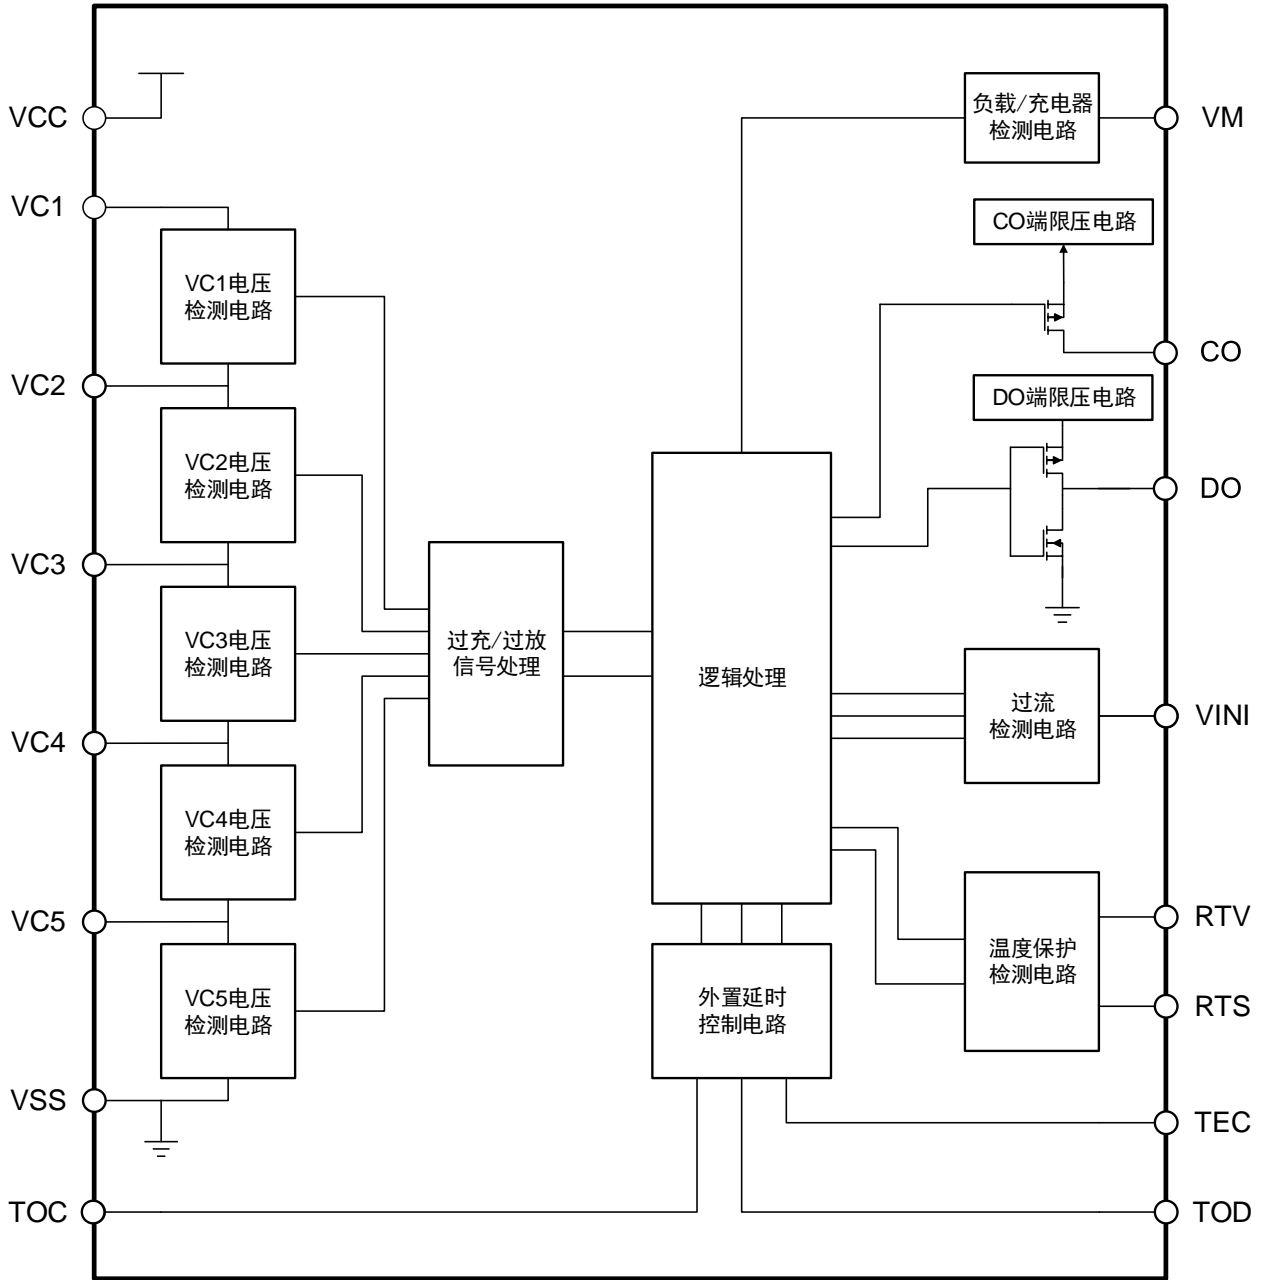 VCC
负载/充电器
检测电路
VM
VC1
CO端限压电路
VC1电压
检测电路
CO
VC2
DO端限压电路
VC2电压
检测电路
DO
VC3
过充/过放
信号处理
VC3电压
检测电路
逻辑处理
过流
检测电路
VINI
VC4
VC4电压
检测电路
VC5
RTV
温度保护
检测电路
VC5电压
检测电路
外置延时
控制电路
RTS
VSS
TEC
TOC
TOD